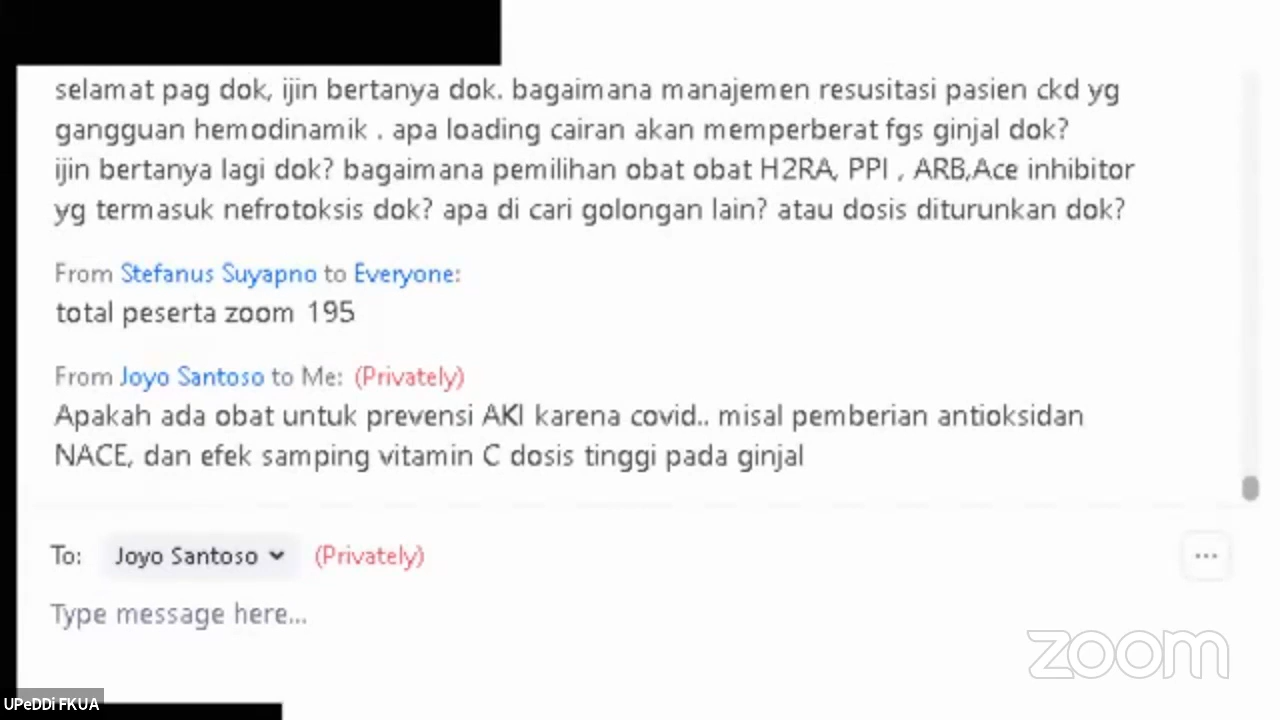 selamat pag dok, ijin bertanya dok. bagaimana manajemen resusitasi pasien ckd yg
gangguan hemodinamik . apa loading cairan akan memperberat fgs ginjal dok?
ijin bertanya lagi dok? bagaimana pemilihan obat obat H2RA, PPI , ARB,Ace inhibitor
yg termasuk nefrotoksis dok? apa di cari golongan lain? atau dosis diturunkan dok?
From Stefanus Suyapno to Everyone:
total peserta zoom 195
From Joyo Santoso to Me: (Privately)
Apakah ada obat untuk prevensi AKI karena covid.. misal pemberian antioksidan
NACE, dan efek samping vitamin C dosis tinggi pada ginjal
To: Joyo Santoso (Privately)
Type message here...
zoom
UPeDDi FKUA